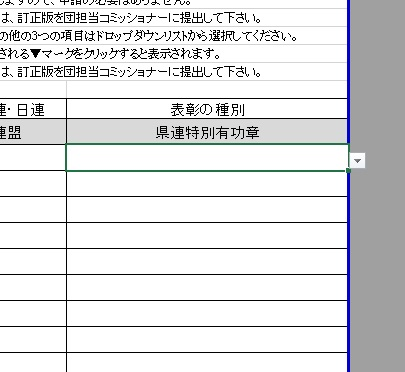 ますので、申請の必要はありません。
は、訂正版を団担当コミッショナーに提出して下さい。
の他の3つの項目はドロップダウンリストから選択してください。
される▼マークをクリックすると表示されます。
は、訂正版を団担当コミッショナーに提出して下さい。
連・日連 表彰の種別
連盟 県連特別有功章